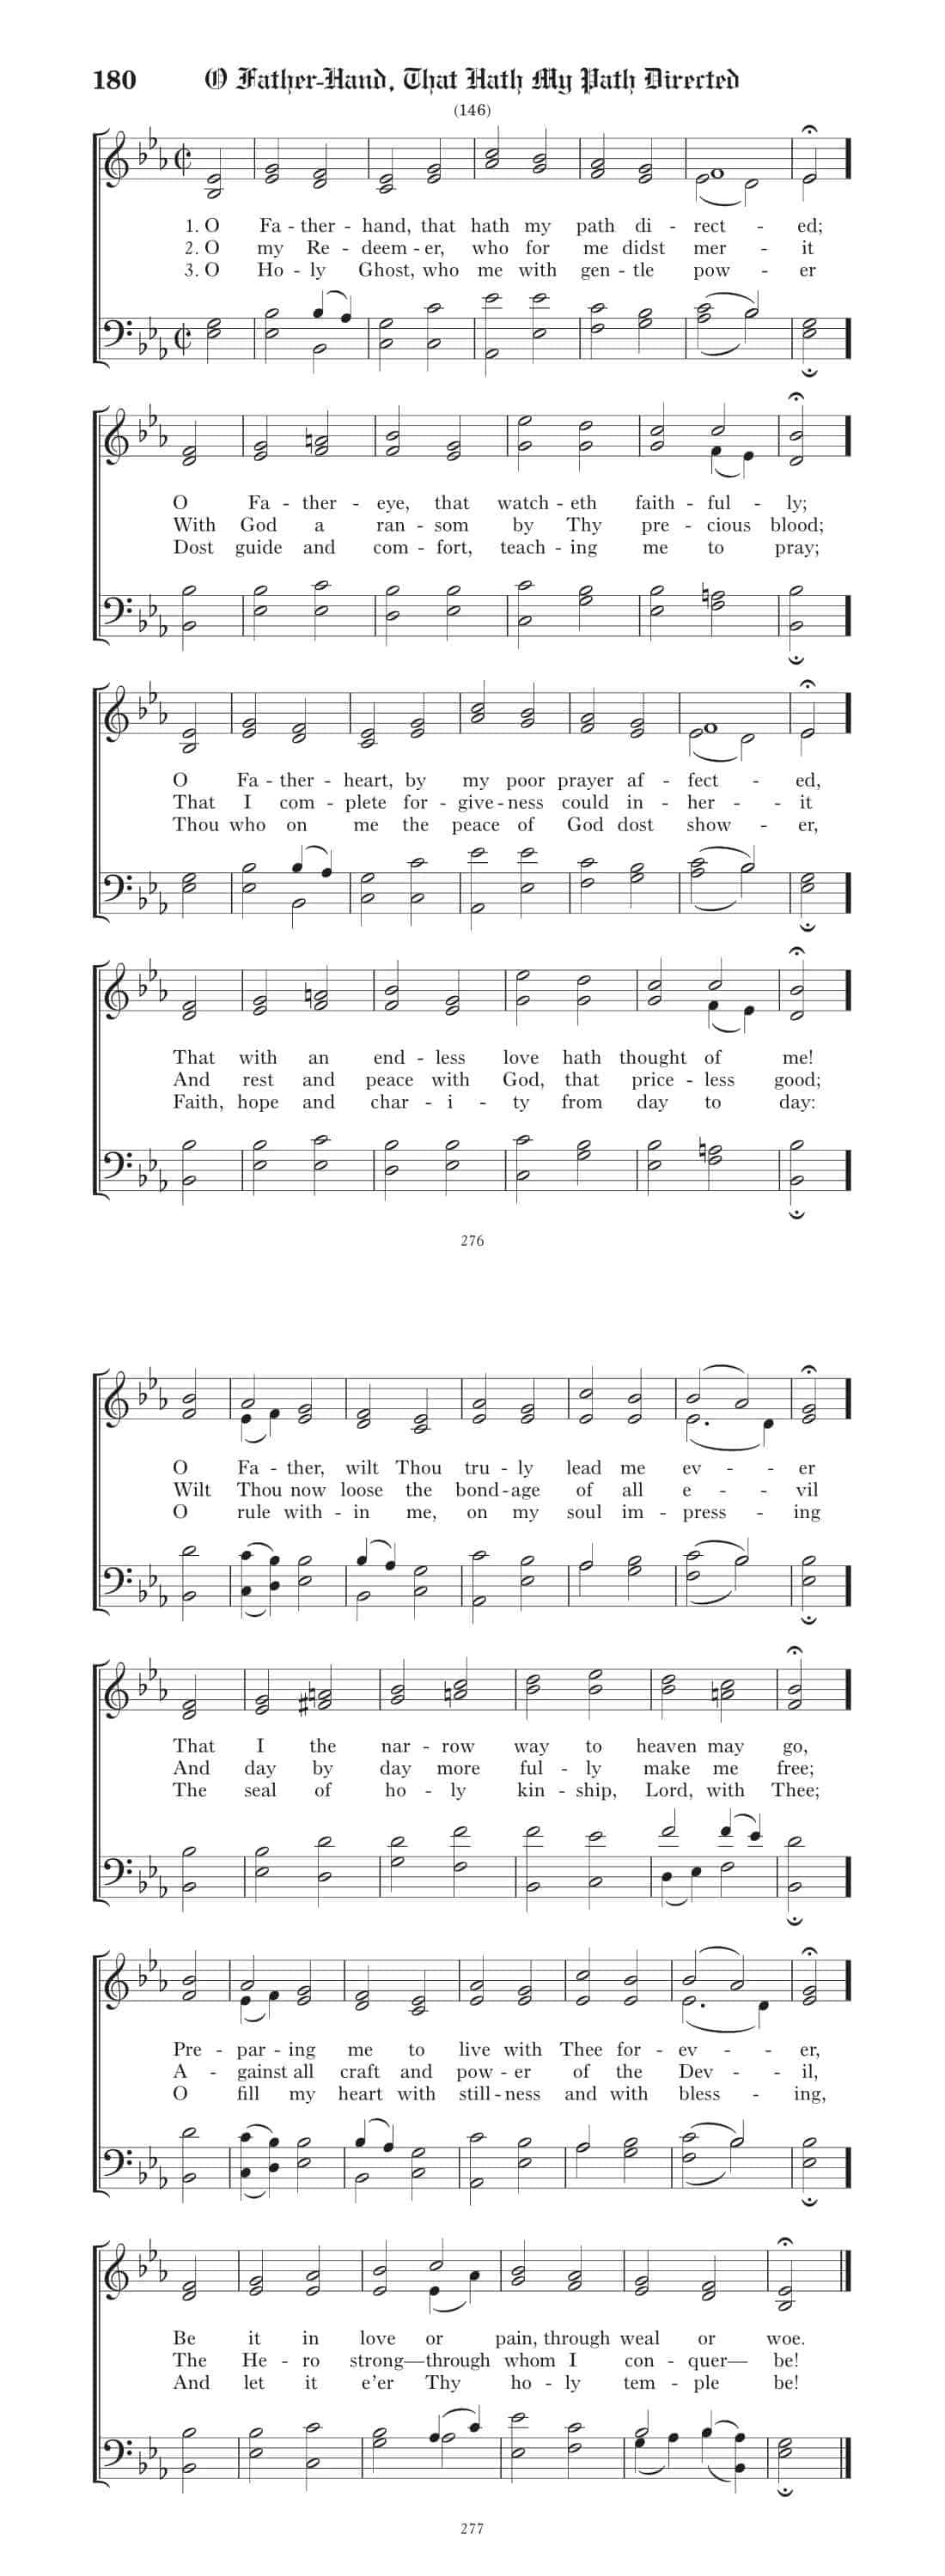 180 O Father-Hand, That Hath My Path Directed
(146)
1. O Fa - ther - hand, that hath my path di - rect - ed;
2. O my Re - deem - er, who for me didst mer - it
3. O Ho - ly Ghost, who me with gen - tle pow - er
O Fa - ther - eye, that watch - eth faith - ful - ly;
With God a ran - som by Thy pre - cious blood;
Dost guide and com - fort, teach - ing me to pray;
O Fa - ther - heart, by my poor prayer af - fect - ed,
That I com - plete for - give - ness could in - her - it
Thou who on me the peace of God dost show - er,
That with an end - less love hath thought of me!
And rest and peace with God, that price - less good;
Faith, hope and char - i - ty from day to day:
276
O Fa - ther, wilt Thou tru - ly lead me ev - er
Wilt Thou now loose the bond - age of all e - vil
O rule with - in me, on my soul im - press - ing
That I the nar - row way to heaven may go,
And day by day more ful - ly make me free;
The seal of ho - ly kin - ship, Lord, with Thee;
Pre - par - ing me to live with Thee for - ev - er,
A - gainst all craft and pow - er of the Dev - il,
O fill my heart with still - ness and with bless - ing,
Be it in love or pain, through weal or woe.
The He - ro strong—through whom I con - quer— be!
And let it e'er Thy ho - ly tem - ple be!
277